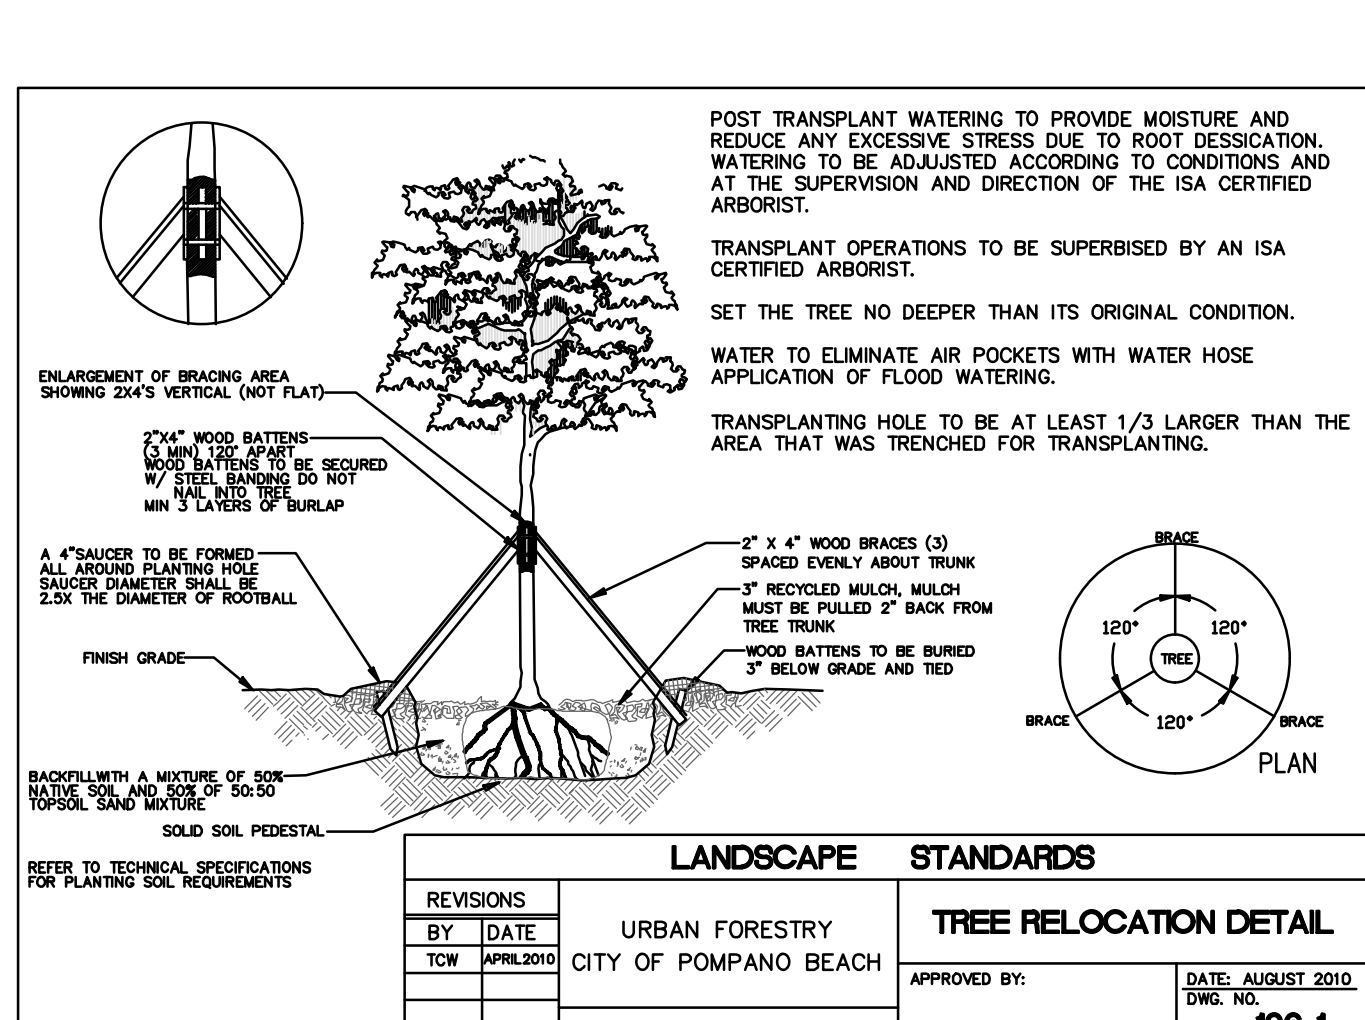 POST TRANSPLANT WATERING TO PROVIDE MOISTURE AND
REDUCE ANY EXCESSIVE STRESS DUE TO ROOT DESSICATION.
WATERING TO BE ADJUJSTED ACCORDING TO CONDITIONS AND
AT THE SUPERVISION AND DIRECTION OF THE ISA CERTIFIED
ARBORIST.
TRANSPLANT OPERATIONS TO BE SUPERBISED BY AN ISA
CERTIFIED ARBORIST.
SET THE TREE NO DEEPER THAN ITS ORIGINAL CONDITION.
WATER TO ELIMINATE AIR POCKETS WITH WATER HOSE
APPLICATION OF FLOOD WATERING.
TRANSPLANTING HOLE TO BE AT LEAST 1/3 LARGER THAN THE
AREA THAT WAS TRENCHED FOR TRANSPLANTING.
ENLARGEMENT OF BRACING AREA
SHOWING 2X4'S VERTICAL (NOT FLAT)
2"X4" WOOD BATTENS
(3 MIN) 120° APART
WOOD BATTENS TO BE SECURED
W/ STEEL BANDING DO NOT
NAIL INTO TREE
MIN 3 LAYERS OF BURLAP
A 4"SAUCER TO BE FORMED
ALL AROUND PLANTING HOLE
SAUCER DIAMETER SHALL BE
2.5X THE DIAMETER OF ROOTBALL
FINISH GRADE
2" X 4" WOOD BRACES (3)
SPACED EVENLY ABOUT TRUNK
3" RECYCLED MULCH, MULCH
MUST BE PULLED 2" BACK FROM
TREE TRUNK
WOOD BATTENS TO BE BURIED
3" BELOW GRADE AND TIED
BRACE
120° 120°
TREE
BRACE 120° BRACE
PLAN
BACKFILLWITH A MIXTURE OF 50%
NATIVE SOIL AND 50% OF 50:50
TOPSOIL SAND MIXTURE
SOLID SOIL PEDESTAL
REFER TO TECHNICAL SPECIFICATIONS
FOR PLANTING SOIL REQUIREMENTS
LANDSCAPE STANDARDS
REVISIONS
BY DATE
TCW APRIL 2010
URBAN FORESTRY
CITY OF POMPANO BEACH
TREE RELOCATION DETAIL
APPROVED BY:
DATE: AUGUST 2010
DWG. NO.